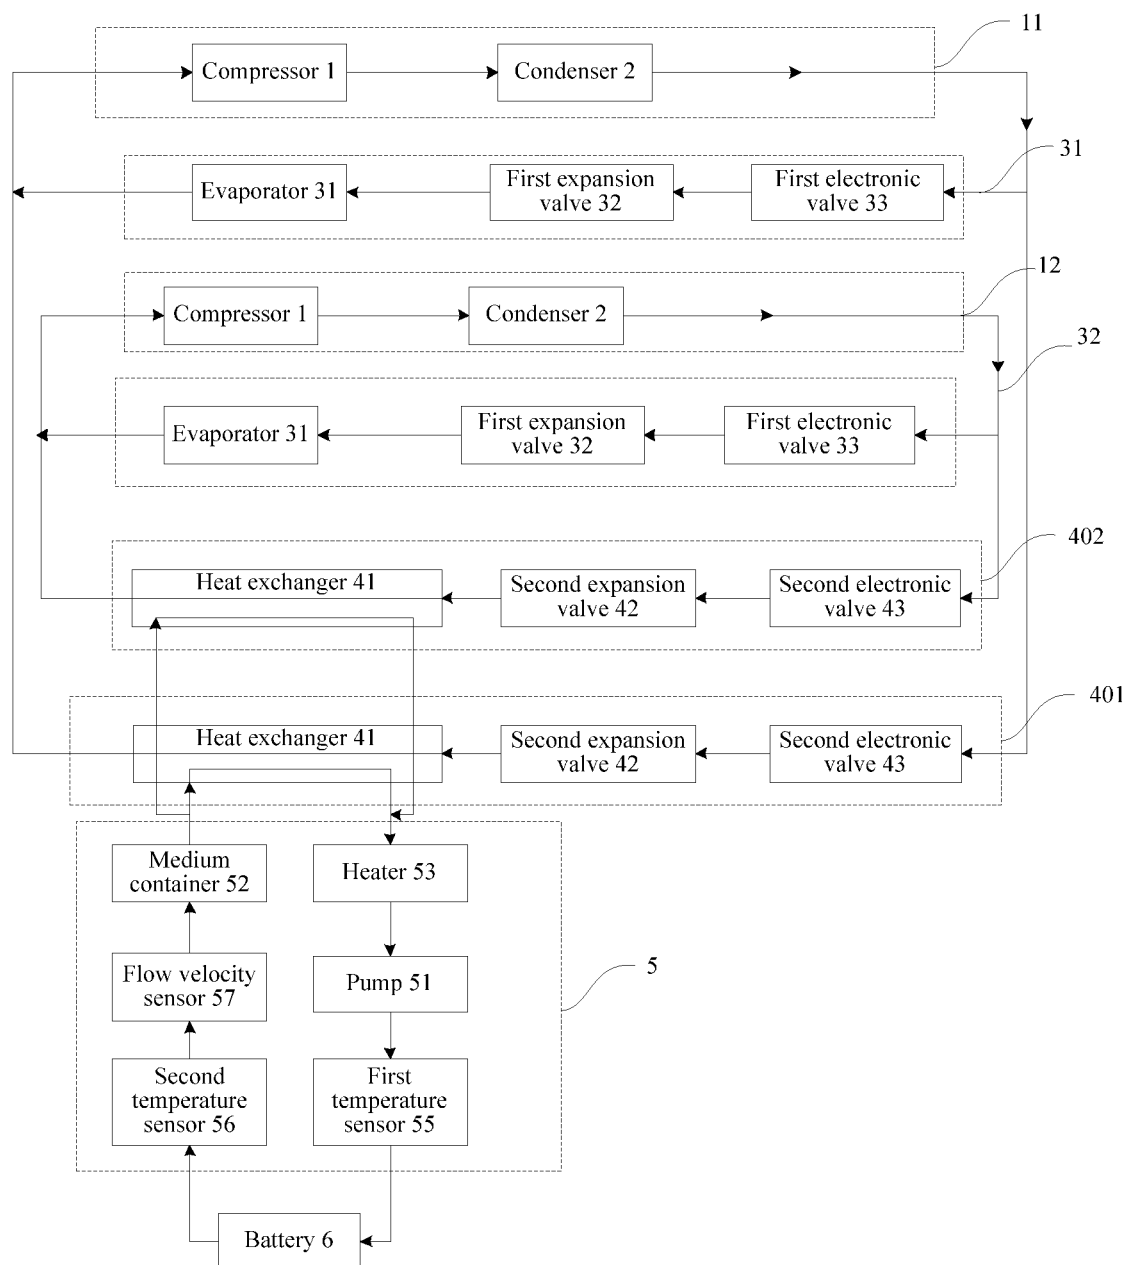 11
Compressor 1
Condenser 2
31
Evaporator 31
First expansion
valve 32
First electronic
valve 33
12
Compressor 1
Condenser 2
32
Evaporator 31
First expansion
valve 32
First electronic
valve 33
402
Heat exchanger 41
Second expansion
valve 42
Second electronic
valve 43
401
Heat exchanger 41
Second expansion
valve 42
Second electronic
valve 43
Medium
container 52
Heater 53
5
Flow velocity
sensor 57
Pump 51
Second
temperature
sensor 56
First
temperature
sensor 55
Battery 6